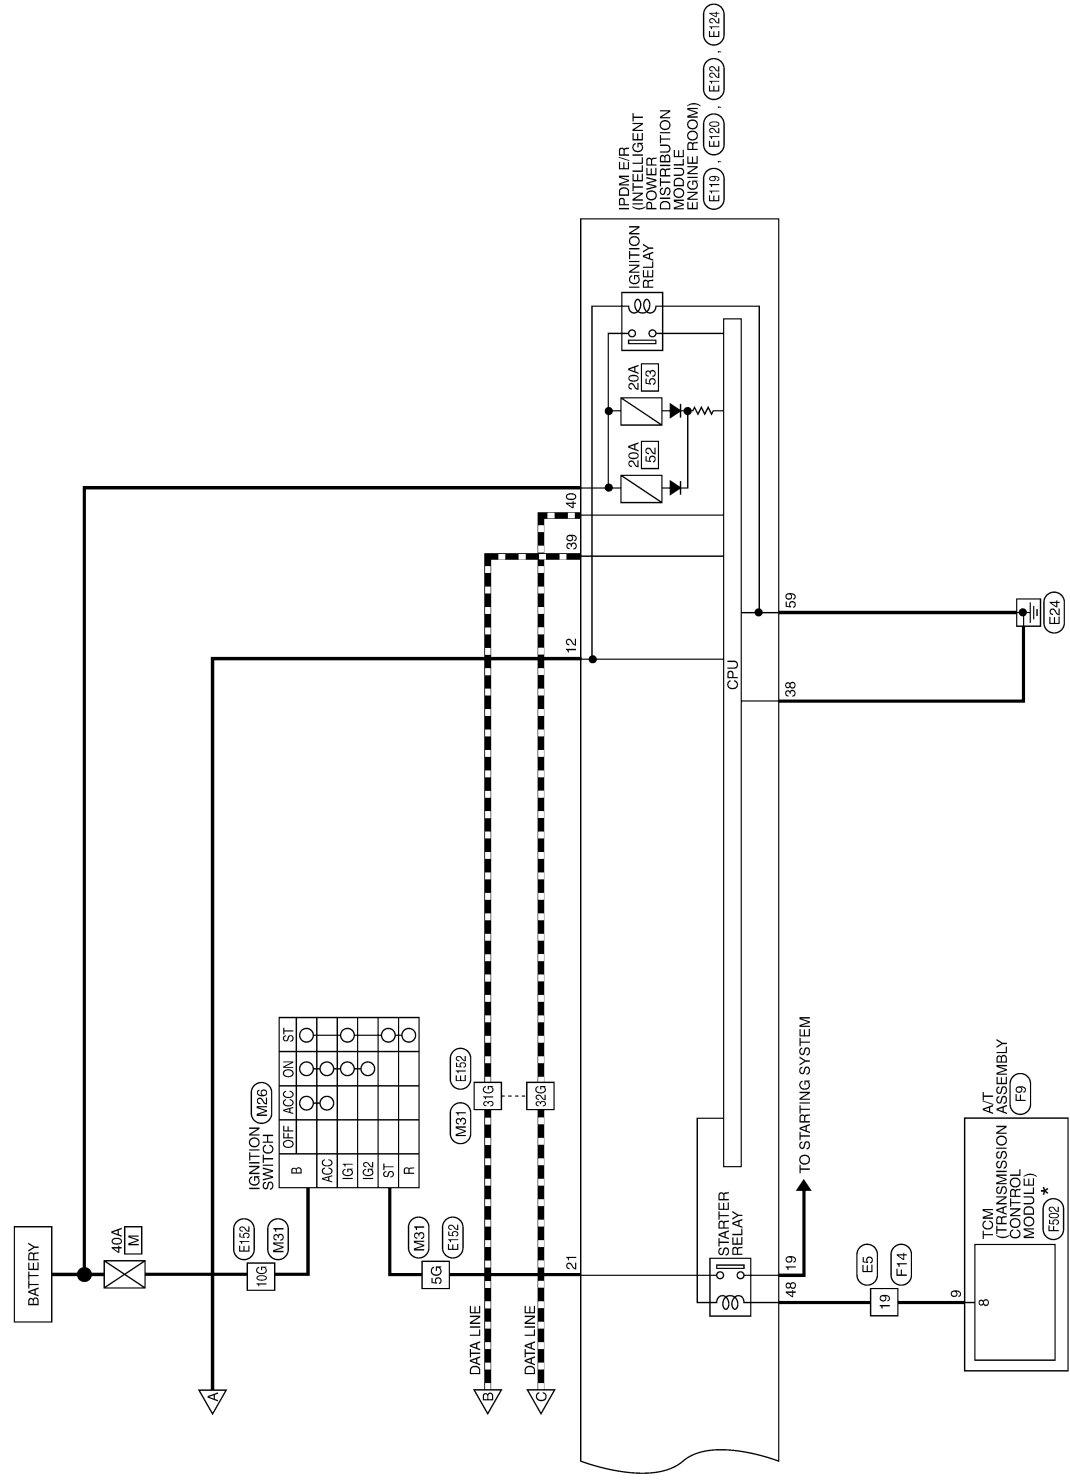 BATTERY
40A
M
E152
M31
10G
IGNITION
SWITCH
M26
OFF
ACC
ON
ST
B
ACC
IG1
IG2
ST
R
M31
E152
5G
A
DATA LINE
B
DATA LINE
C
M31
E152
31G
32G
21
12
39
40
20A
52
20A
53
IGNITION
RELAY
IPDM E/R
(INTELLIGENT
POWER
DISTRIBUTION
MODULE
ENGINE ROOM)
E119 , E120 , E122 , E124
CPU
STARTER
RELAY
48
19
38
59
TO STARTING SYSTEM
E5
F14
19
9
8
TCM
(TRANSMISSION
CONTROL
MODULE)
F502 *
A/T
ASSEMBLY
F9
E24